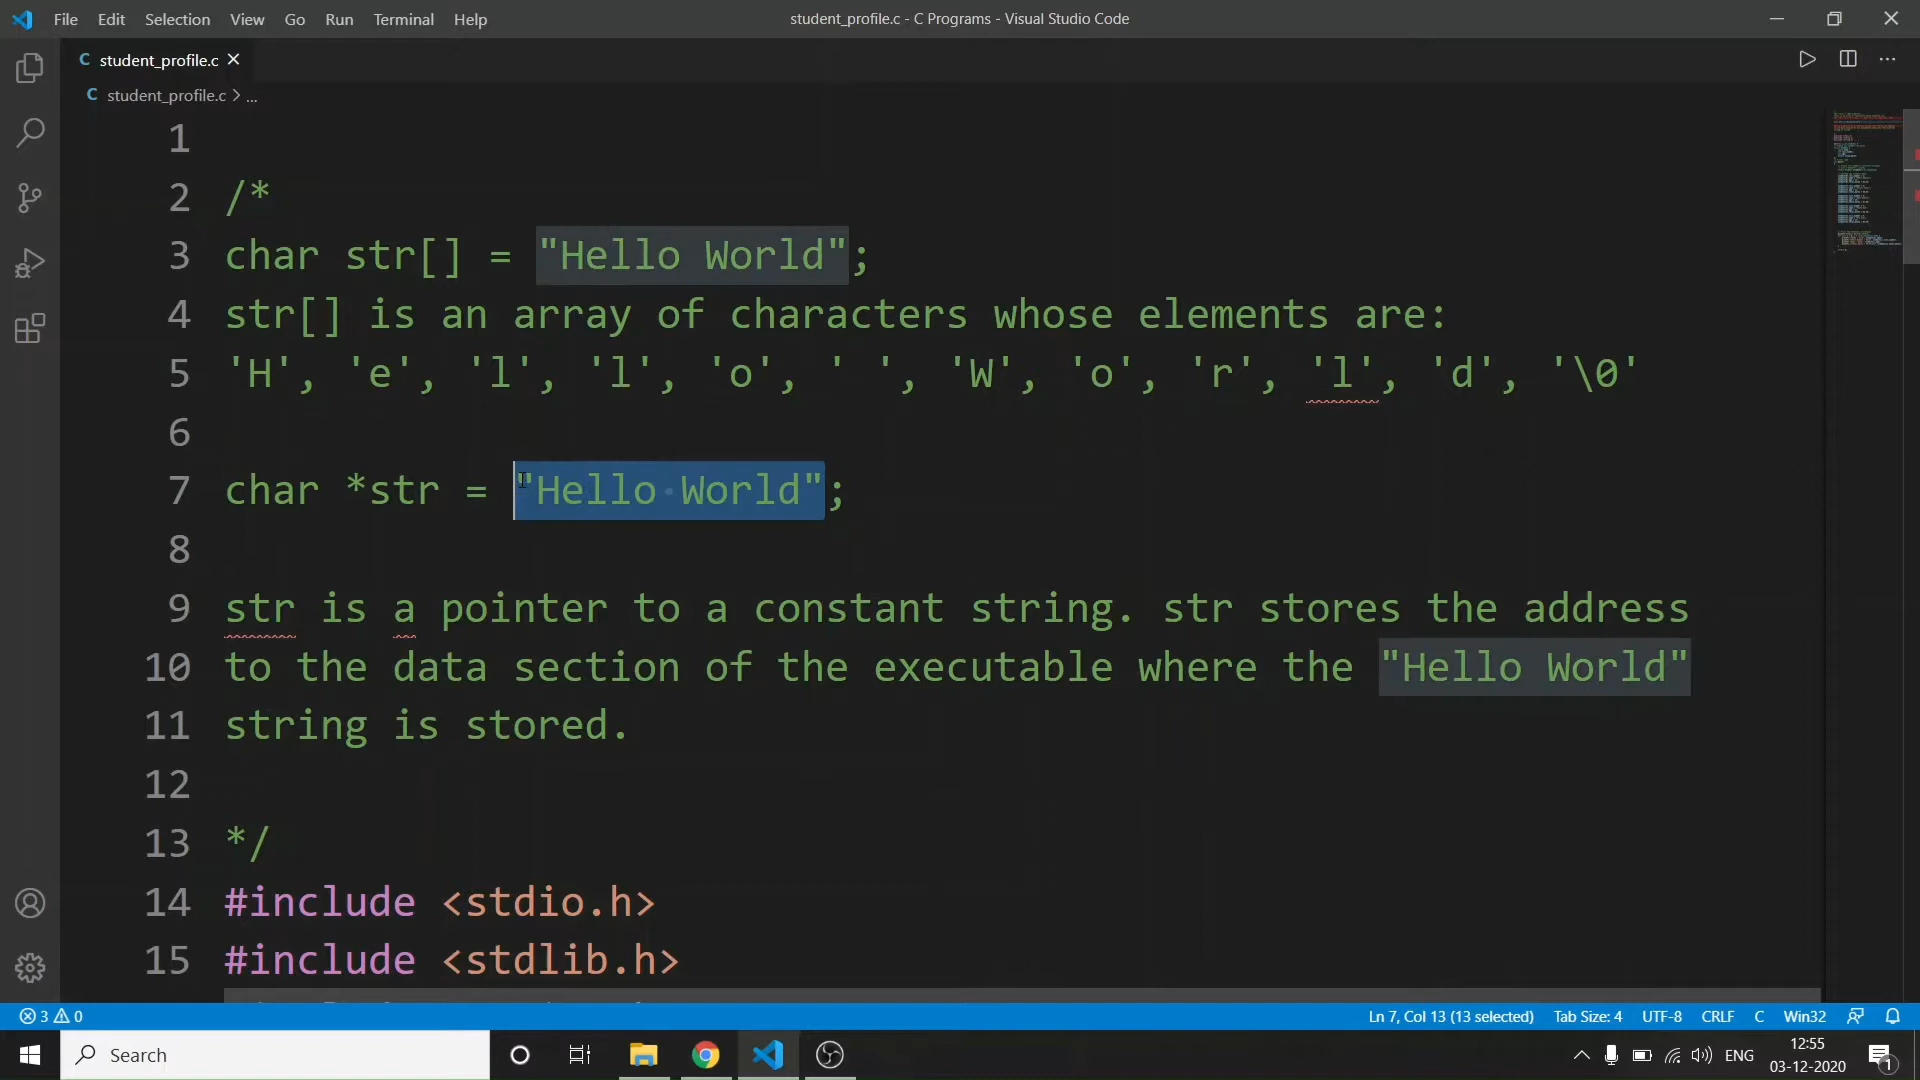 File Edit Selection View Go Run Terminal Help student_profile.c - C Programs - Visual Studio Code
C student_profile.c
C student_profile.c > ...
1
2 /*
3 char str[] = "Hello World";
4 str[] is an array of characters whose elements are:
5 'H', 'e', 'l', 'l', 'o', ' ', 'W', 'o', 'r', 'l', 'd', '\0'
6
7 char *str = "Hello World";
8
9 str is a pointer to a constant string. str stores the address
10 to the data section of the executable where the "Hello World"
11 string is stored.
12
13 */
14 #include <stdio.h>
15 #include <stdlib.h>
3 0 Ln 7, Col 13 (13 selected) Tab Size: 4 UTF-8 CRLF C Win32
Search ENG 12:55
03-12-2020 1